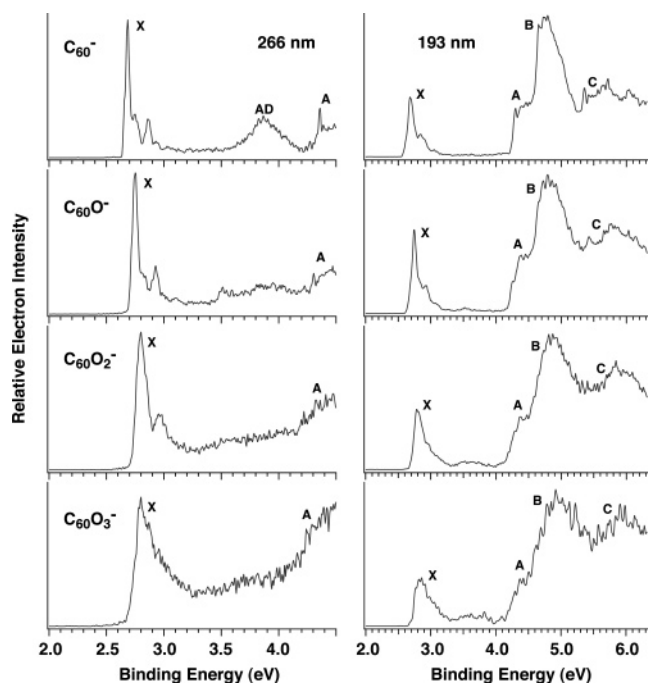 C60- X 266 nm AD A
193 nm X A B C
C60O- X A
X A B C
C60O2- X A
X A B C
C60O3- X A
X A B C
Relative Electron Intensity
2.0 2.5 3.0 3.5 4.0
2.0 3.0 4.0 5.0 6.0
Binding Energy (eV)
Binding Energy (eV)